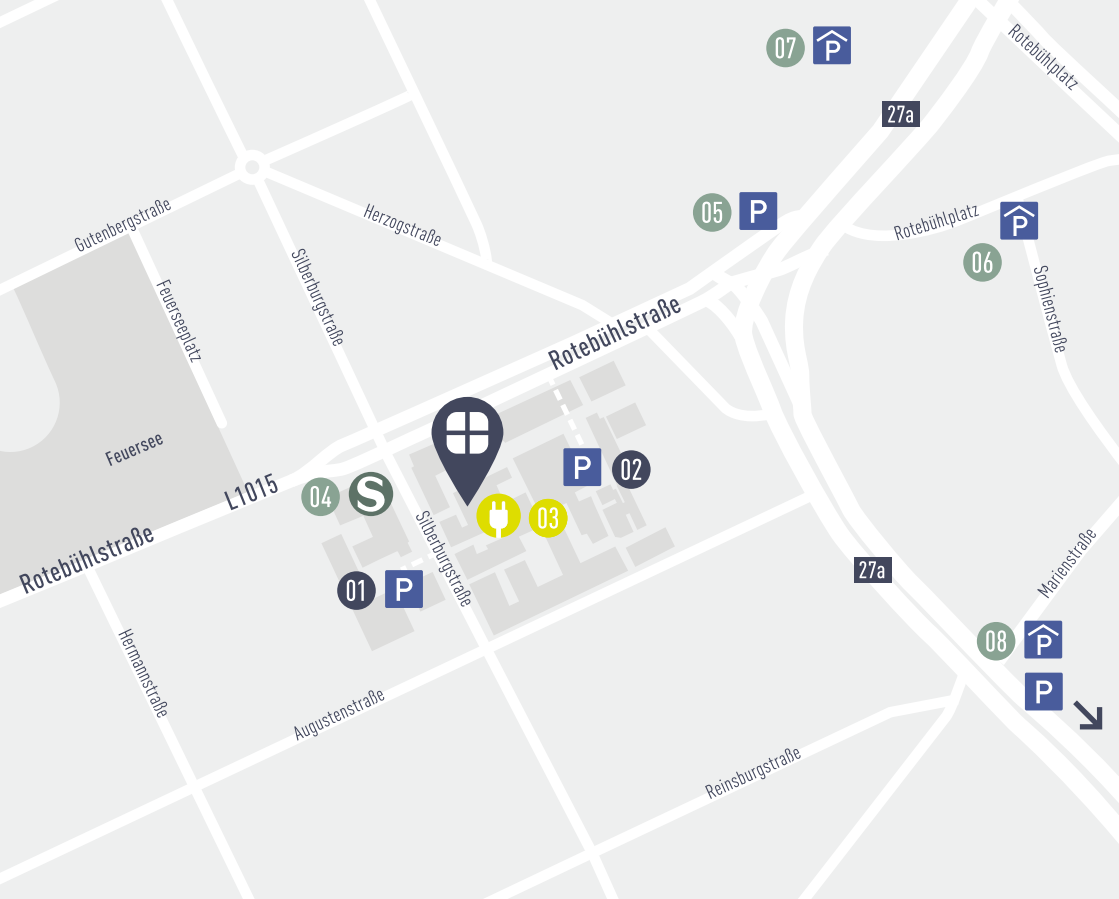 Rotebühlplatz
07
P
27a
Gutenbergstraße
Herzogstraße
05
P
Rotebühlplatz
P
06
Silberburgstraße
Feuerseeplatz
Sophienstraße
Rotebühlstraße
Feuersee
P
02
04
S
L1015
03
Silberburgstraße
Rotebühlstraße
01
P
27a
Marienstraße
Hermannstraße
08
P
P
Augustenstraße
Reinsburgstraße